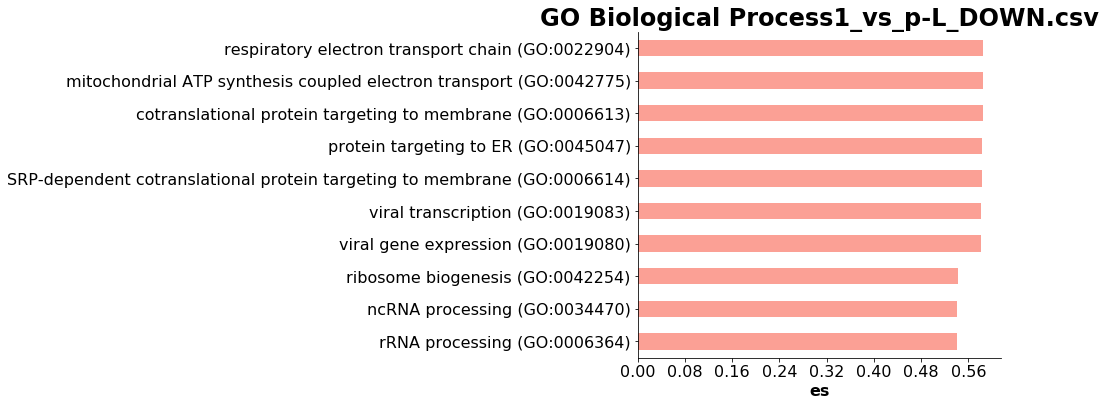 GO Biological Process1_vs_p-L_DOWN.csv
respiratory electron transport chain (GO:0022904)
mitochondrial ATP synthesis coupled electron transport (GO:0042775)
cotranslational protein targeting to membrane (GO:0006613)
protein targeting to ER (GO:0045047)
SRP-dependent cotranslational protein targeting to membrane (GO:0006614)
viral transcription (GO:0019083)
viral gene expression (GO:0019080)
ribosome biogenesis (GO:0042254)
ncRNA processing (GO:0034470)
rRNA processing (GO:0006364)
0.00 0.08 0.16 0.24 0.32 0.40 0.48 0.56
es